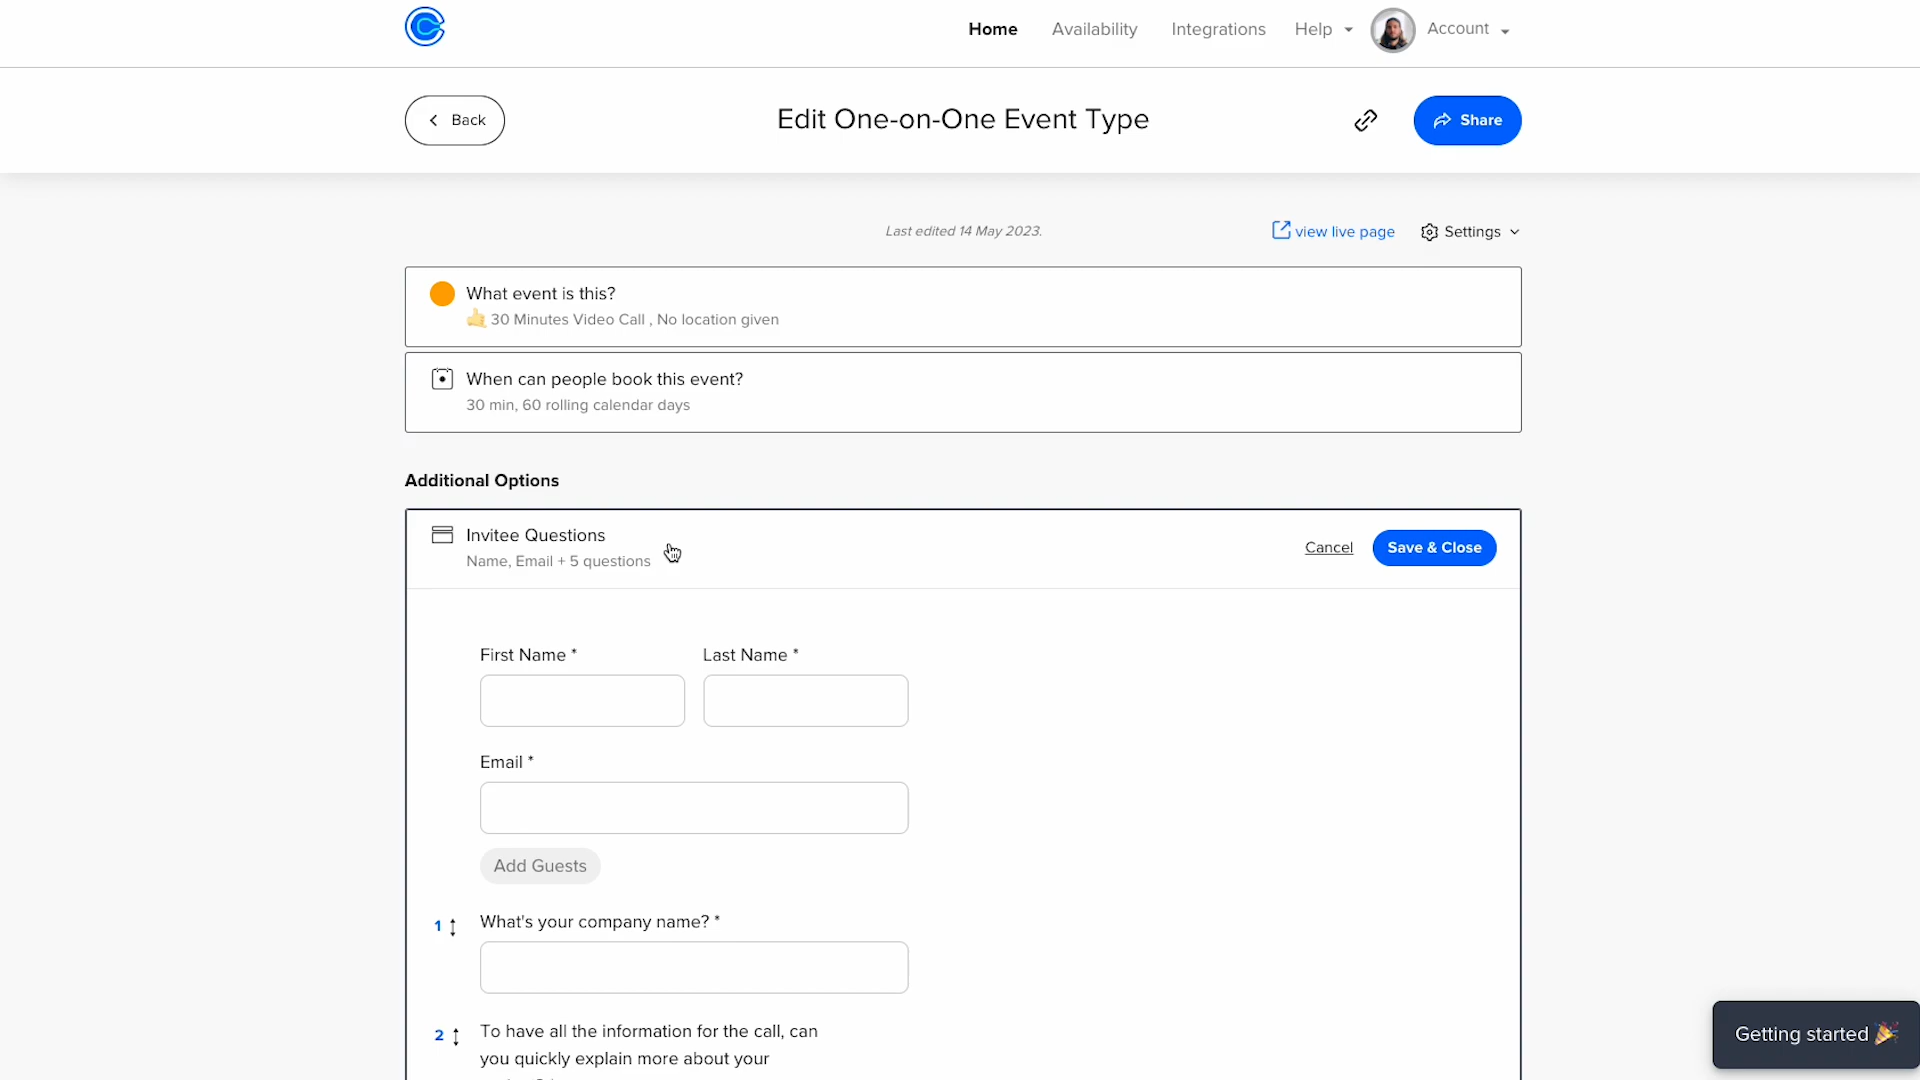 Home
Availability
Integrations
Help
Account
Back
Edit One-on-One Event Type
Share
Last edited 14 May 2023.
view live page
Settings
What event is this?
30 Minutes Video Call , No location given
When can people book this event?
30 min, 60 rolling calendar days
Additional Options
Invitee Questions
Name, Email + 5 questions
Cancel
Save & Close
First Name *
Last Name *
Email *
Add Guests
1
What's your company name? *
2
To have all the information for the call, can
you quickly explain more about your
Getting started